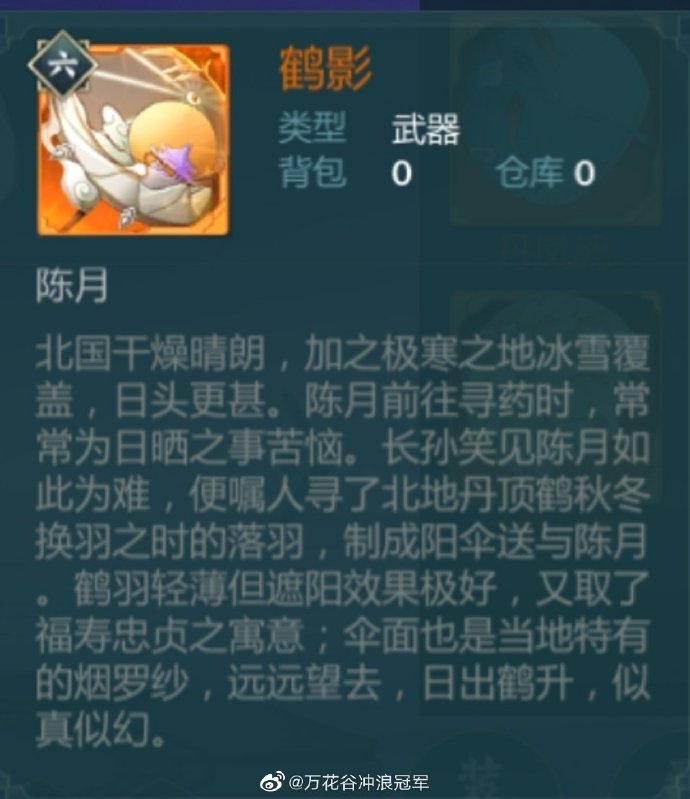 六
鹤影
类型 武器
背包 0 仓库 0
陈月
北国干燥晴朗，加之极寒之地冰雪覆
盖，日头更甚。陈月前往寻药时，常
常为日晒之事苦恼。长孙笑见陈月如
此为难，便嘱人寻了北地丹顶鹤秋冬
换羽之时的落羽，制成阳伞送与陈月
。鹤羽轻薄但遮阳效果极好，又取了
福寿忠贞之寓意；伞面也是当地特有
的烟罗纱，远远望去，日出鹤升，似
真似幻。
装
@万花谷冲浪冠军